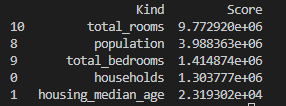 Kind Score
10 total_rooms 9.772920e+06
8 population 3.988363e+06
9 total_bedrooms 1.414874e+06
0 households 1.303777e+06
1 housing_median_age 2.319302e+04